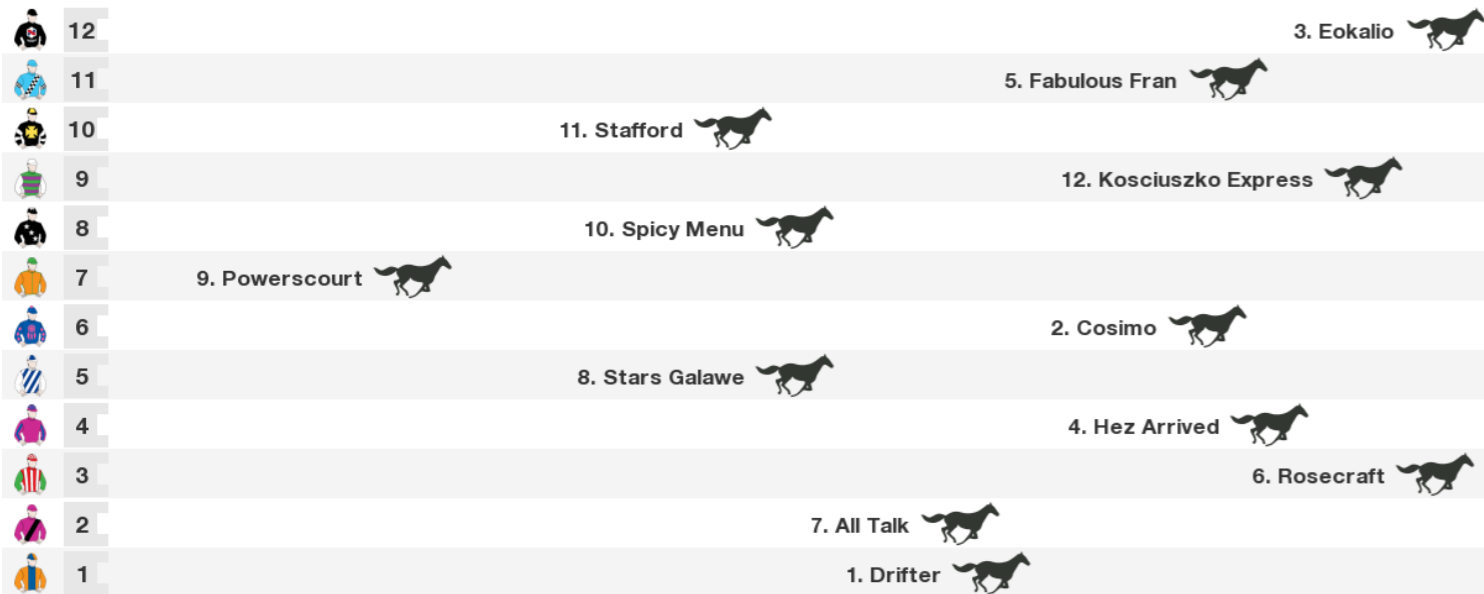 12 3. Eokalio
11 5. Fabulous Fran
10 11. Stafford
9 12. Kosciuszko Express
8 10. Spicy Menu
7 9. Powerscourt
6 2. Cosimo
5 8. Stars Galawe
4 4. Hez Arrived
3 6. Rosecraft
2 7. All Talk
1 1. Drifter